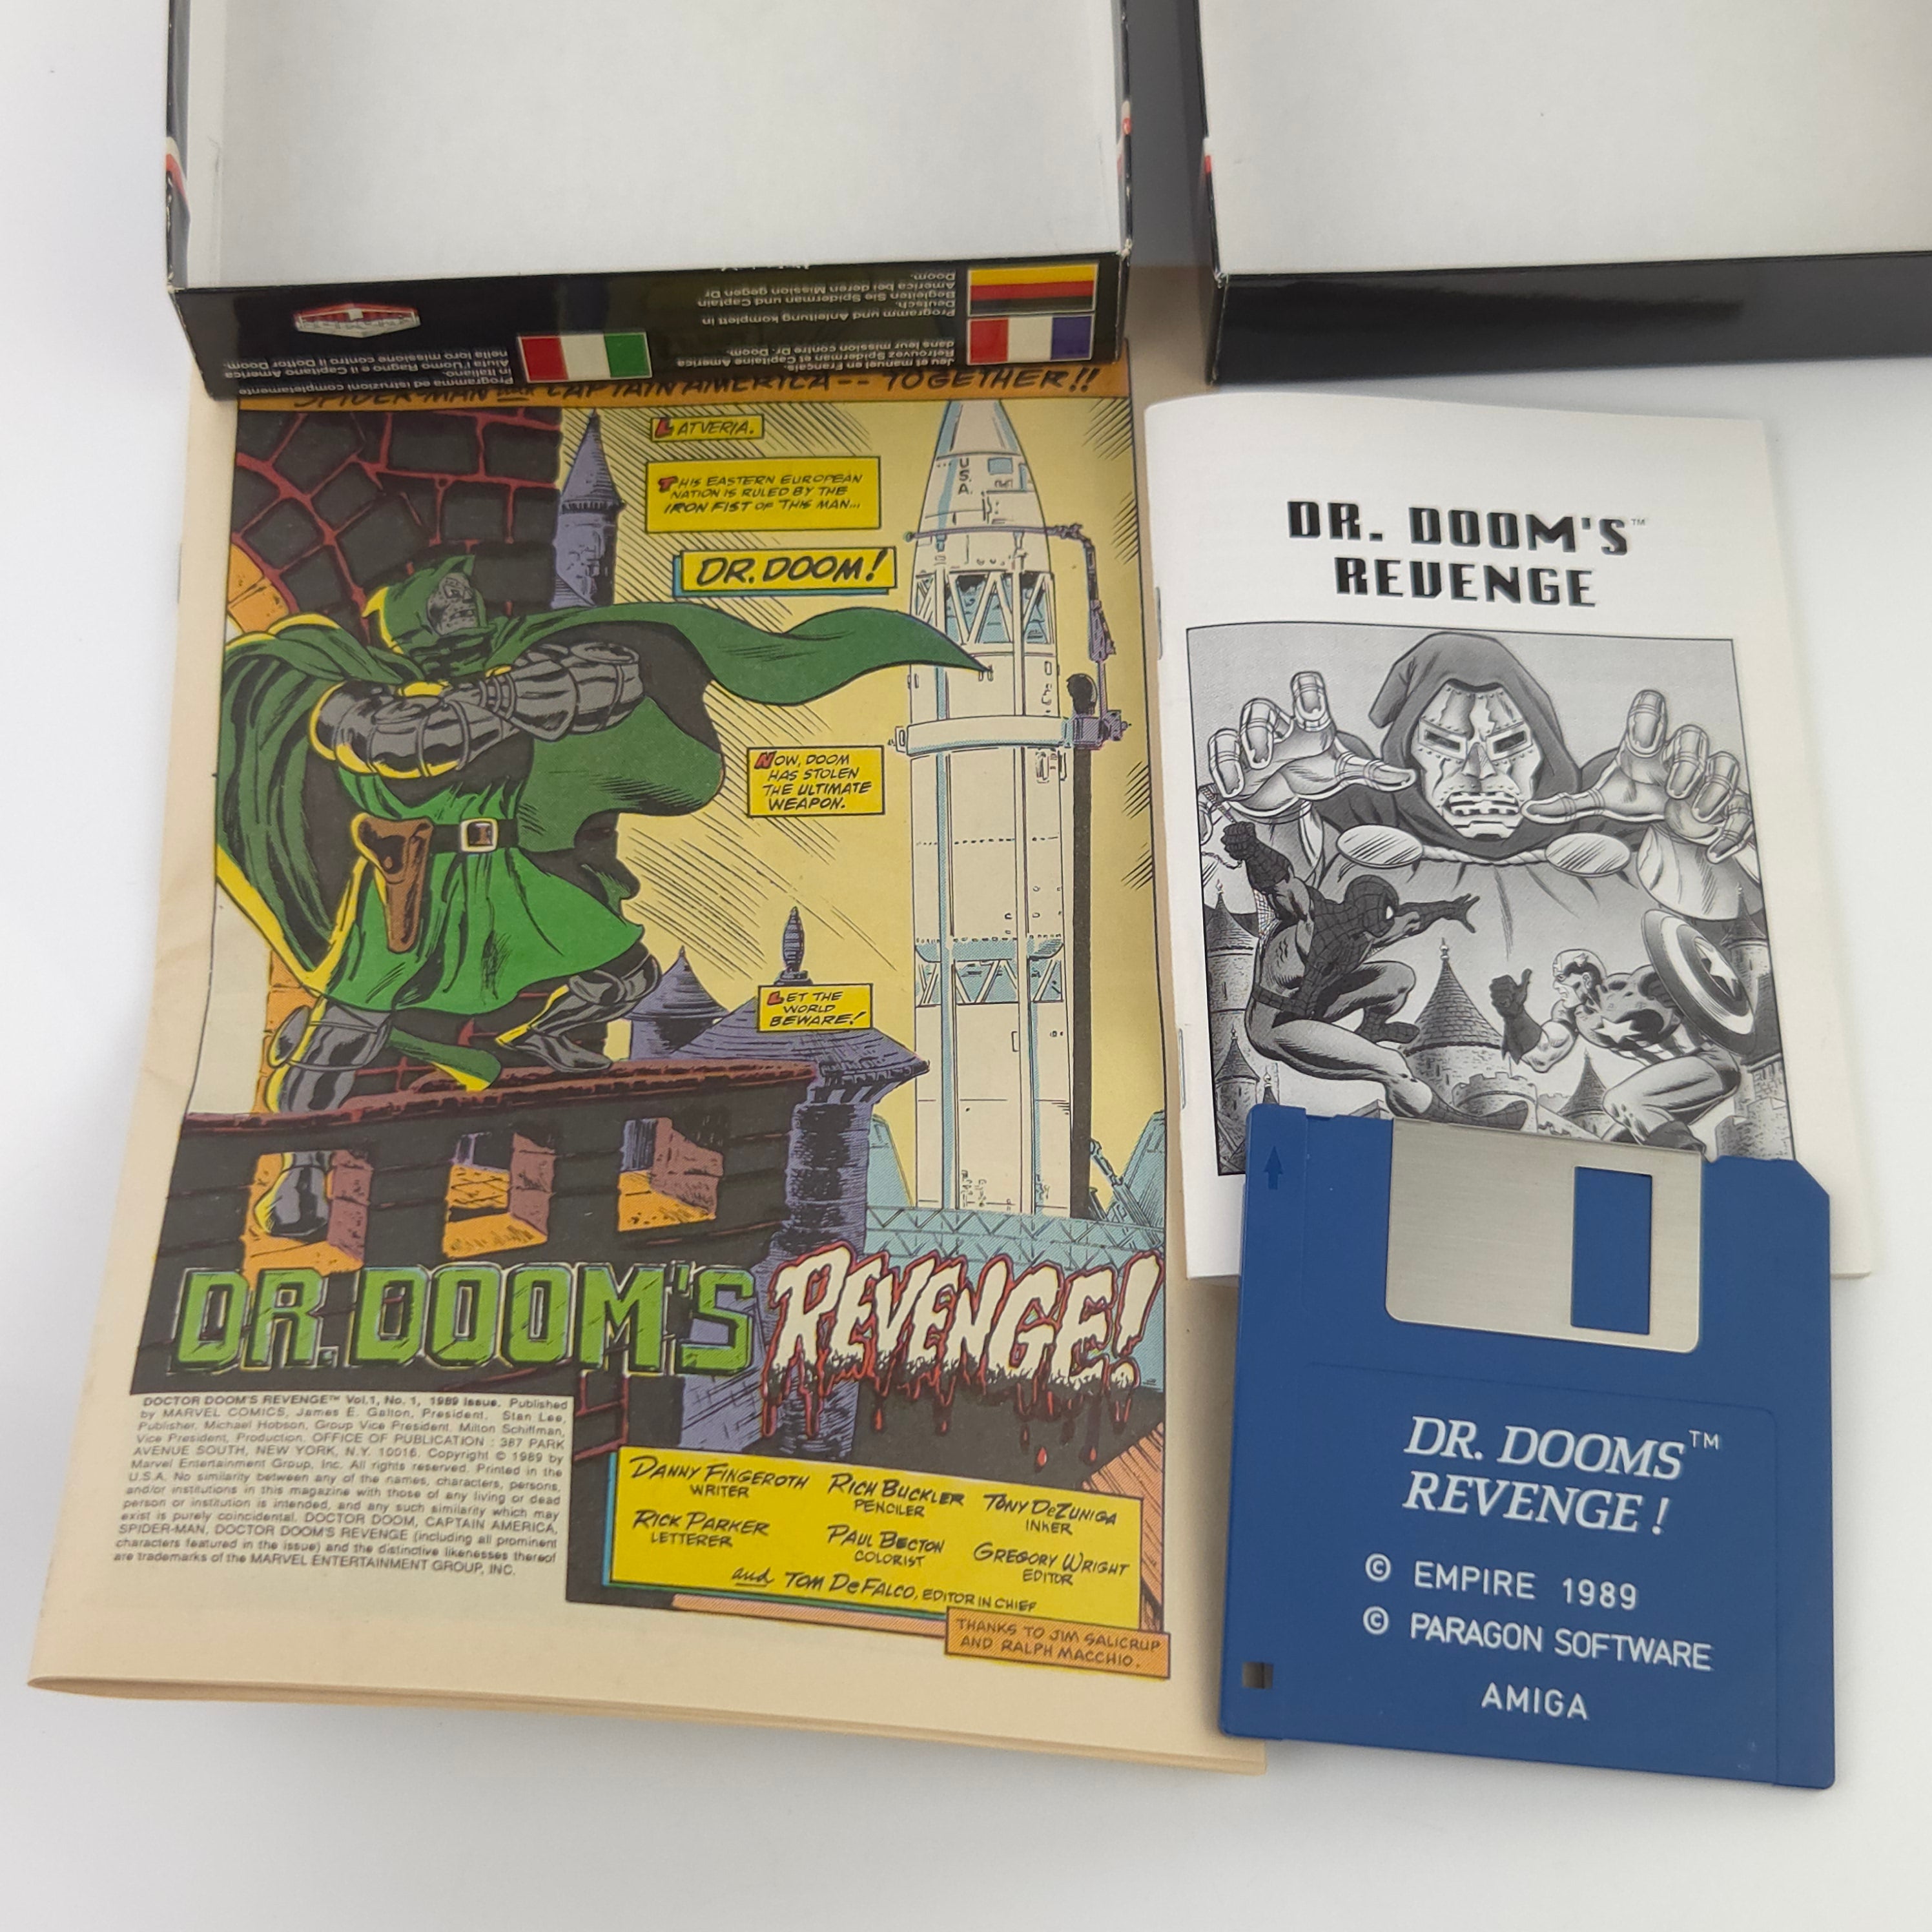 Programma ed istruzioni completamente
in Italiano.
Aiuta l'Uomo Ragno e il Capitano America
nella loro missione contro il Dottor Doom.
Jeu et manuel en Français.
Retrouvez Spiderman et Capitaine America
dans leur mission contre Dr. Doom.
Programm und Anleitung komplett in
Deutsch.
Begleiten Sie Spiderman und Captain
America bei deren Mission gegen Dr
Doom.
SPIDER-MAN and CAPTAIN AMERICA -- TOGETHER!!
LATVERIA.
THIS EASTERN EUROPEAN
NATION IS RULED BY THE
IRON FIST OF THIS MAN...
DR. DOOM!
U.S.A.
NOW, DOOM
HAS STOLEN
THE ULTIMATE
WEAPON.
LET THE
WORLD
BEWARE!
DR. DOOM'S REVENGE!
DOCTOR DOOM'S REVENGE™ Vol.1, No. 1, 1989 Issue. Published
by MARVEL COMICS, James E. Galton, President. Stan Lee,
Publisher. Michael Hobson, Group Vice President. Milton Schiffman,
Vice President, Production. OFFICE OF PUBLICATION : 387 PARK
AVENUE SOUTH, NEW YORK, N.Y. 10016. Copyright © 1989 by
Marvel Entertainment Group, Inc. All rights reserved. Printed in the
U.S.A. No similarity between any of the names, characters, persons,
and/or institutions in this magazine with those of any living or dead
person or institution is intended, and any such similarity which may
exist is purely coincidental. DOCTOR DOOM, CAPTAIN AMERICA,
SPIDER-MAN, DOCTOR DOOM'S REVENGE (including all prominent
characters featured in the issue) and the distinctive likenesses thereof
are trademarks of the MARVEL ENTERTAINMENT GROUP, INC.
DANNY FINGEROTH
WRITER
RICH BUCKLER
PENCILER
TONY DEZUNIGA
INKER
RICK PARKER
LETTERER
PAUL BECTON
COLORIST
GREGORY WRIGHT
EDITOR
and TOM DEFALCO, EDITOR IN CHIEF
THANKS TO JIM SALICRUP
AND RALPH MACCHIO.
DR. DOOM'S™
REVENGE
DR. DOOMS™
REVENGE !
© EMPIRE 1989
© PARAGON SOFTWARE
AMIGA